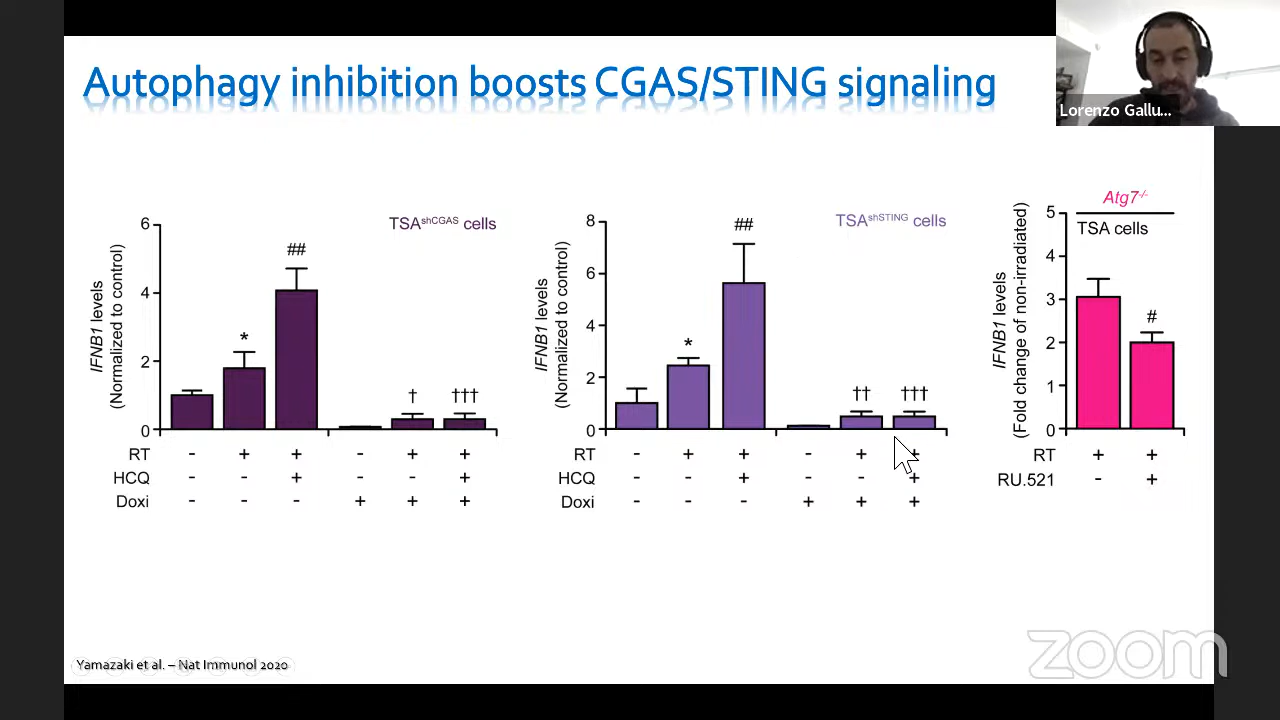 Autophagy inhibition boosts CGAS/STING signaling
Lorenzo Gallu...
TSAshCGAS cells
IFNB1 levels
(Normalized to control)
6
4
2
0
*
##
†
†††
RT - + + - + +
HCQ - - + - - +
Doxi - - - + + +
TSAshSTING cells
IFNB1 levels
(Normalized to control)
8
6
4
2
0
*
##
††
†††
RT - + + - + +
HCQ - - + - - +
Doxi - - - + + +
Atg7-/-
TSA cells
IFNB1 levels
(Fold change of non-irradiated)
5
4
3
2
1
0
#
RT + +
RU.521 - +
Yamazaki et al. – Nat Immunol 2020
zoom